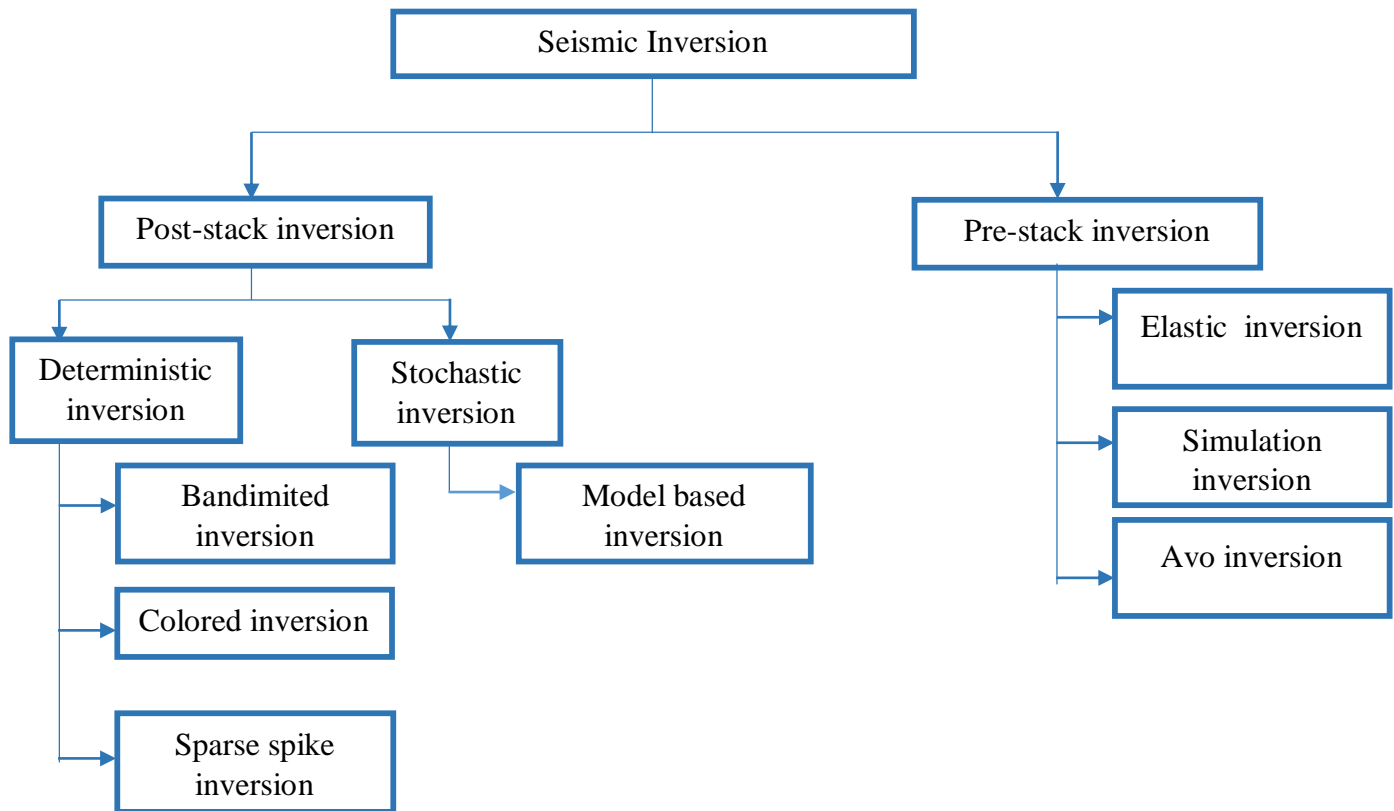 Seismic Inversion
Post-stack inversion
Pre-stack inversion
Deterministic
inversion
Stochastic
inversion
Elastic  inversion
Simulation
inversion
Avo inversion
Bandimited
inversion
Model based
inversion
Colored inversion
Sparse spike
inversion